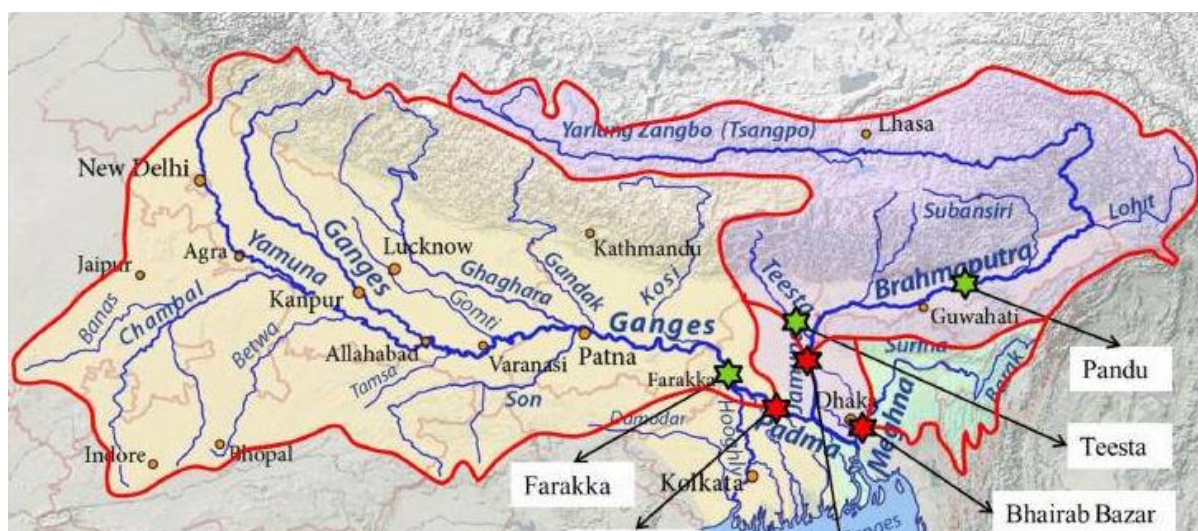 Yarlung Zangbo (Tsangpo)
Lhasa
New Delhi
Subansiri
Lohit
Kathmandu
Lucknow
Agra
Yamuna
Ganges
Ghaghara
Gandak
Kosi
Teesta
Brahmaputra
Jaipur
Banas
Chambal
Kanpur
Gomti
Guwahati
Betwa
Allahabad
Varanasi
Patna
Ganges
Surma
Barak
Pandu
Tamsa
Son
Farakka
Dhaka
Meghna
Padma
Damodar
Hooghly
Teesta
Indore
Bhopal
Farakka
Kolkata
Bhairab Bazar